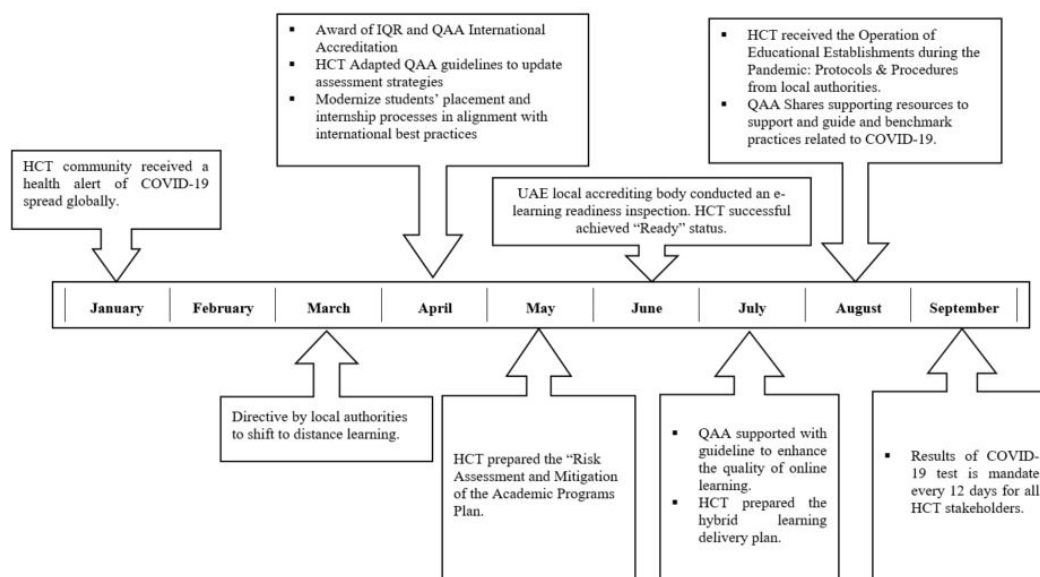 ▪ Award of IQR and QAA International
Accreditation
▪ HCT Adapted QAA guidelines to update
assessment strategies
▪ Modernize students’ placement and
internship processes in alignment with
international best practices
▪ HCT received the Operation of
Educational Establishments during the
Pandemic: Protocols & Procedures
from local authorities.
▪ QAA Shares supporting resources to
support and guide and benchmark
practices related to COVID-19.
HCT community received a
health alert of COVID-19
spread globally.
UAE local accrediting body conducted an e-
learning readiness inspection. HCT successful
achieved “Ready” status.
January February March April May June July August September
Directive by local authorities
to shift to distance learning.
HCT prepared the “Risk
Assessment and Mitigation
of the Academic Programs
Plan.
▪ QAA supported with
guideline to enhance
the quality of online
learning.
▪ HCT prepared the
hybrid learning
delivery plan.
▪ Results of COVID-
19 test is mandate
every 12 days for all
HCT stakeholders.